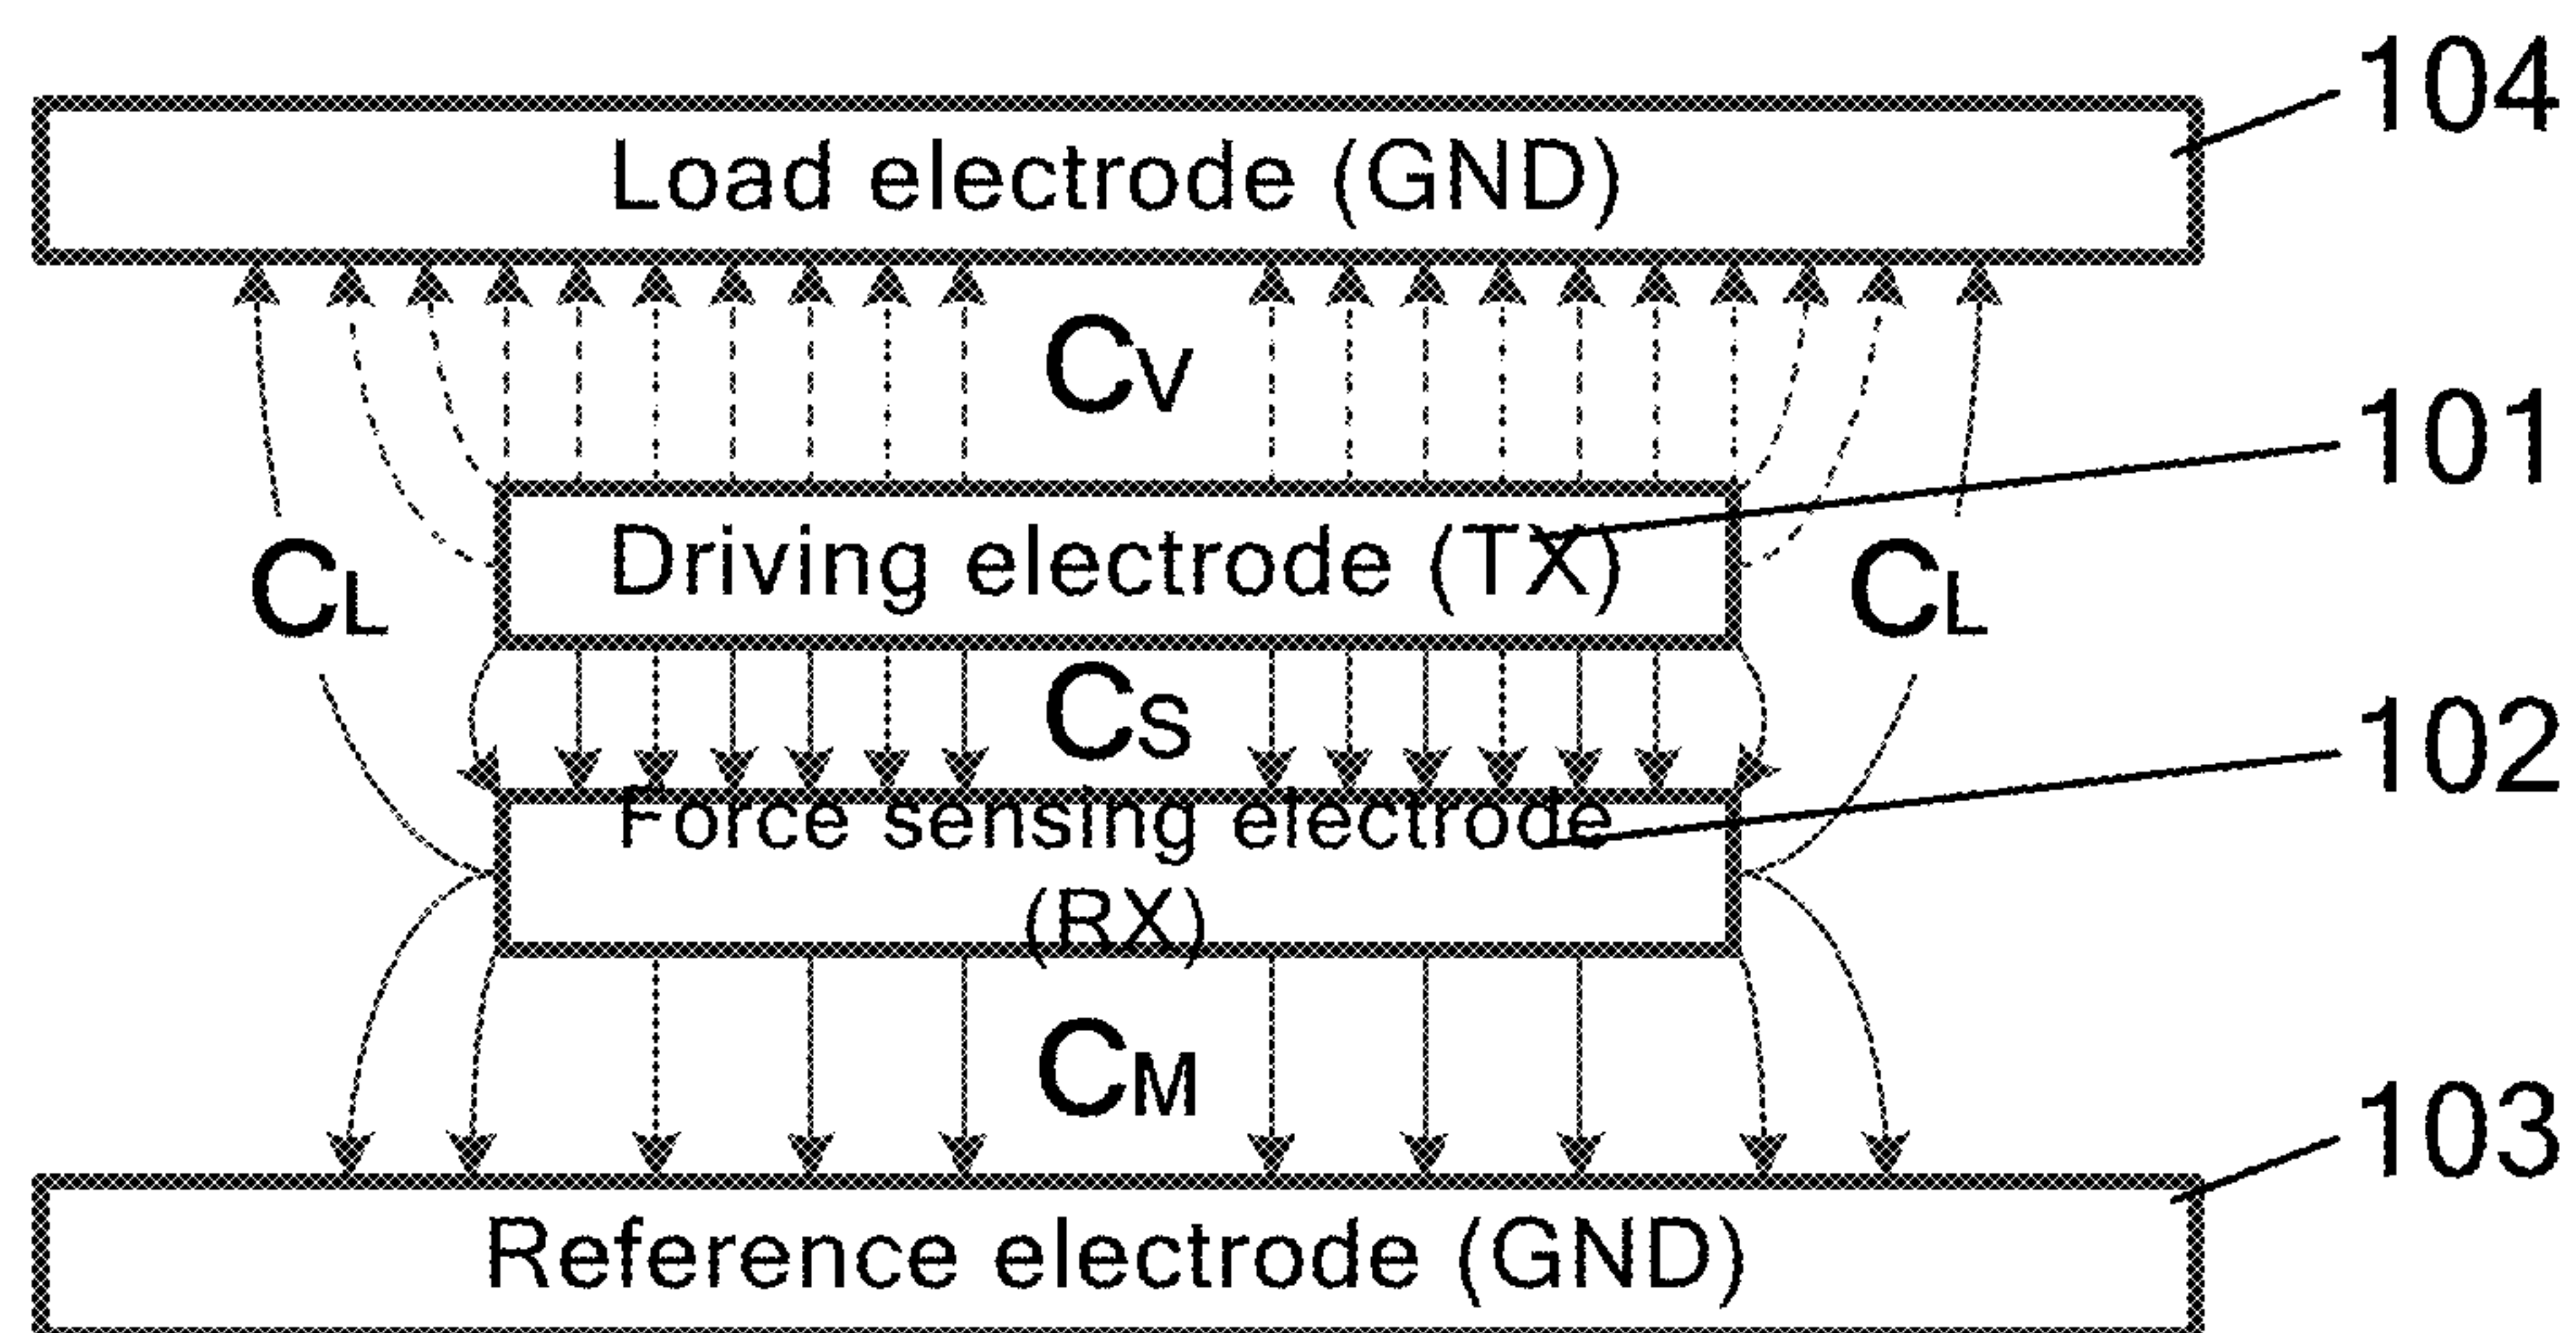 104
Load electrode (GND)
CV
101
Driving electrode (TX)
CL
CL
CS
102
Force sensing electrode
(RX)
CM
103
Reference electrode (GND)